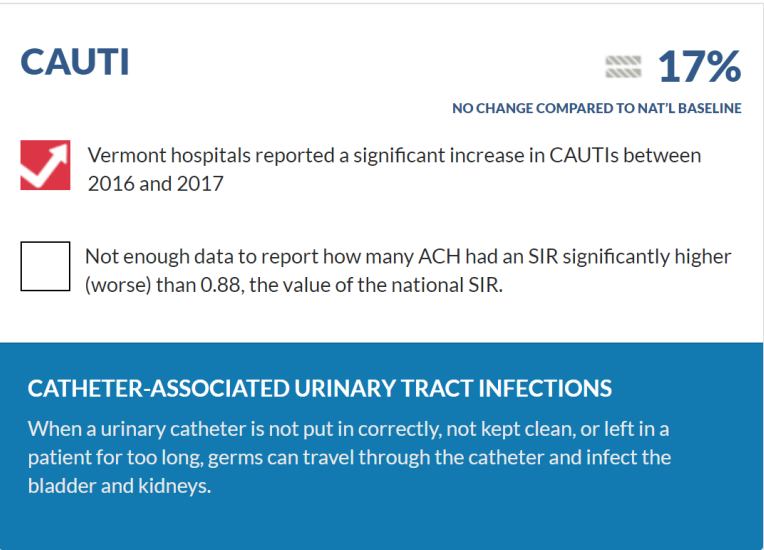 CAUTI
17%
NO CHANGE COMPARED TO NAT'L BASELINE
Vermont hospitals reported a significant increase in CAUTIs between
2016 and 2017
Not enough data to report how many ACH had an SIR significantly higher
(worse) than 0.88, the value of the national SIR.
CATHETER-ASSOCIATED URINARY TRACT INFECTIONS
When a urinary catheter is not put in correctly, not kept clean, or left in a
patient for too long, germs can travel through the catheter and infect the
bladder and kidneys.